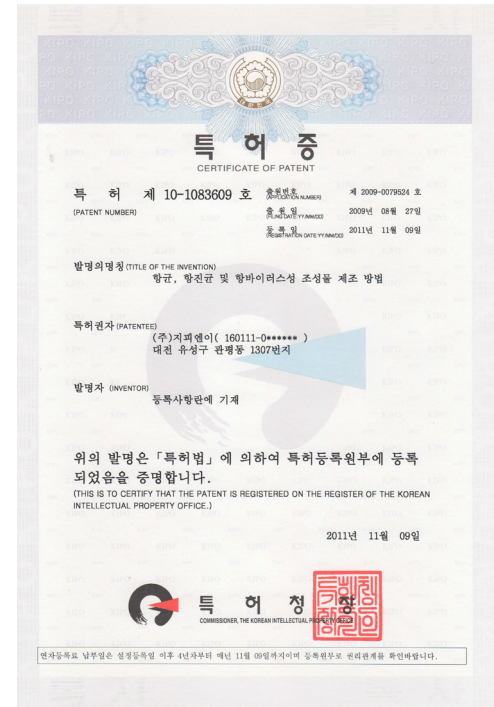 특 허 증
CERTIFICATE OF PATENT
특 허 제 10-1083609 호
(PATENT NUMBER)
출원번호 제 2009-0079524 호
(APPLICATION NUMBER)
출 원 일 2009년 08월 27일
(FILING DATE:YY/MM/DD)
등 록 일 2011년 11월 09일
(REGISTRATION DATE:YY/MM/DD)
발명의명칭 (TITLE OF THE INVENTION)
항균, 항진균 및 항바이러스성 조성물 제조 방법
특허권자 (PATENTEE)
(주)지피엔이( 160111-0****** )
대전 유성구 관평동 1307번지
발명자 (INVENTOR)
등록사항란에 기재
위의 발명은 「특허법」에 의하여 특허등록원부에 등록
되었음을 증명합니다.
(THIS IS TO CERTIFY THAT THE PATENT IS REGISTERED ON THE REGISTER OF THE KOREAN
INTELLECTUAL PROPERTY OFFICE.)
2011년 11월 09일
특 허 청 장
COMMISSIONER, THE KOREAN INTELLECTUAL PROPERTY OFFICE
연차등록료 납부일은 설정등록일 이후 4년차부터 매년 11월 09일까지이며 등록원부로 권리관계를 확인바랍니다.